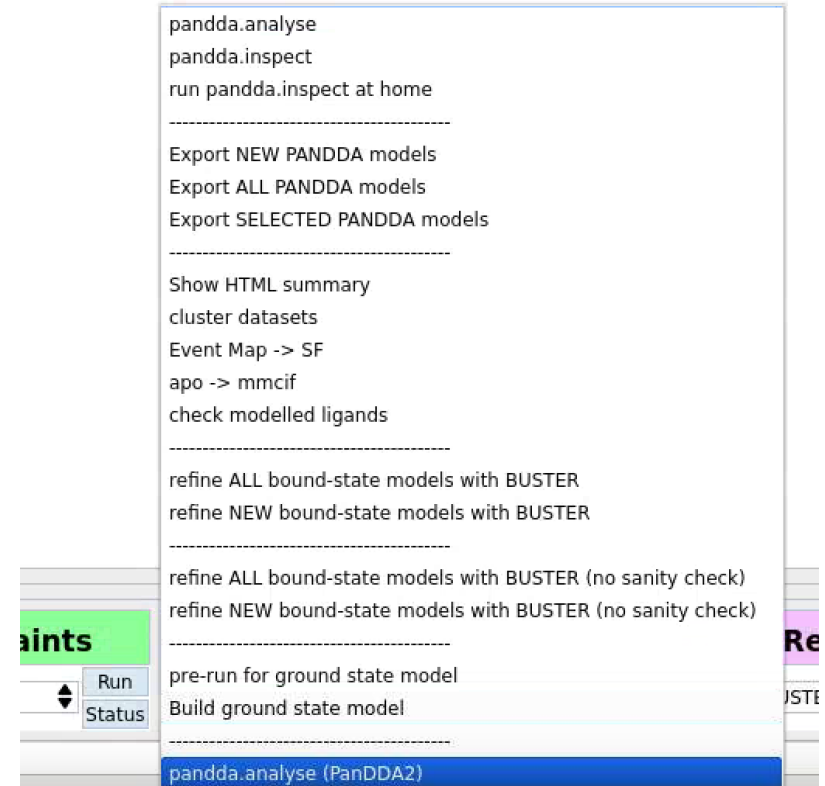 pandda.analyse
pandda.inspect
run pandda.inspect at home
------------------------------------------
Export NEW PANDDA models
Export ALL PANDDA models
Export SELECTED PANDDA models
------------------------------------------
Show HTML summary
cluster datasets
Event Map -> SF
apo -> mmcif
check modelled ligands
------------------------------------------
refine ALL bound-state models with BUSTER
refine NEW bound-state models with BUSTER
------------------------------------------
refine ALL bound-state models with BUSTER (no sanity check)
refine NEW bound-state models with BUSTER (no sanity check)
------------------------------------------
aints
Re
pre-run for ground state model
Run
Build ground state model
Status
------------------------------------------
pandda.analyse (PanDDA2)